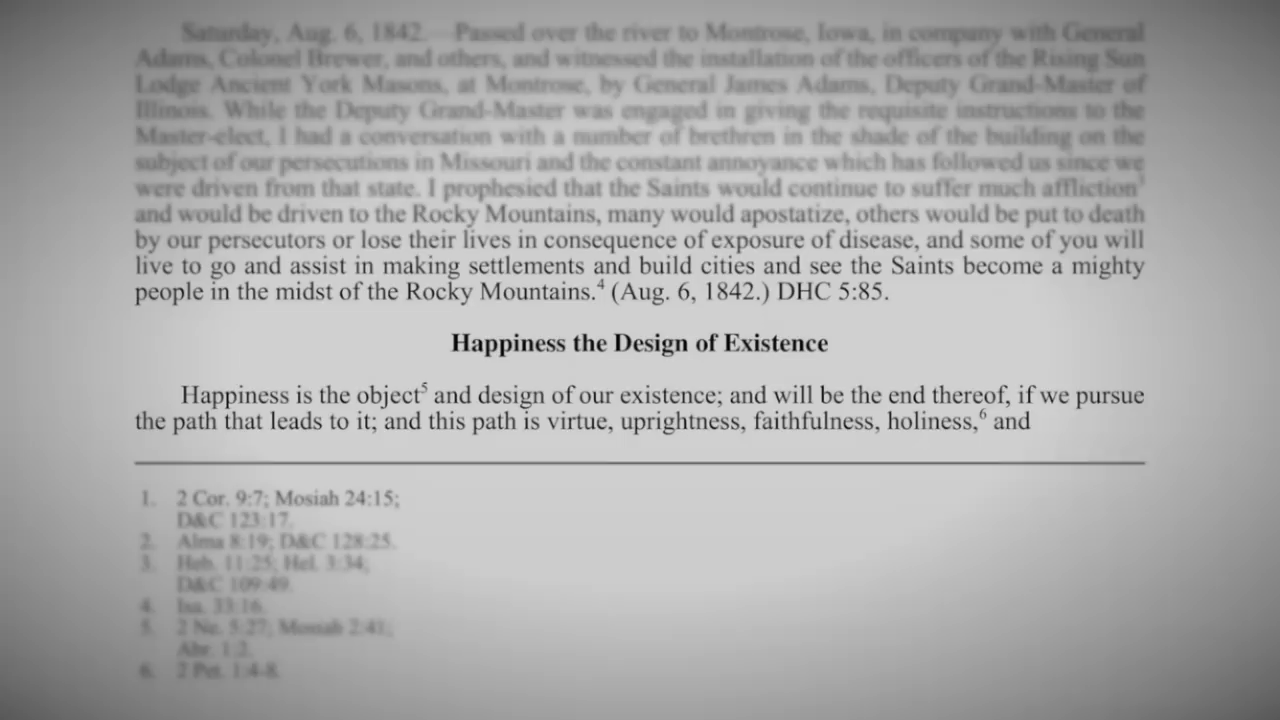 Saturday, Aug. 6, 1842. Passed over the river to Montrose, Iowa, in company with General
Adams, Colonel Brewer, and others, and witnessed the installation of the officers of the Rising Sun
Lodge Ancient York Masons, at Montrose, by General James Adams, Deputy Grand-Master of
Illinois. While the Deputy Grand-Master was engaged in giving the requisite instructions to the
Master-elect, I had a conversation with a number of brethren in the shade of the building on the
subject of our persecutions in Missouri and the constant annoyance which has followed us since we
were driven from that state. I prophesied that the Saints would continue to suffer much affliction³
and would be driven to the Rocky Mountains, many would apostatize, others would be put to death
by our persecutors or lose their lives in consequence of exposure of disease, and some of you will
live to go and assist in making settlements and build cities and see the Saints become a mighty
people in the midst of the Rocky Mountains.⁴ (Aug. 6, 1842.) DHC 5:85.
Happiness the Design of Existence
Happiness is the object⁵ and design of our existence; and will be the end thereof, if we pursue
the path that leads to it; and this path is virtue, uprightness, faithfulness, holiness,⁶ and
1. 2 Cor. 9:7; Mosiah 24:15;
D&C 123:17.
2. Alma 8:19; D&C 128:25.
3. Heb. 11:25; Hel. 3:34;
D&C 109:49.
4. Isa. 33:16.
5. 2 Ne. 5:27; Mosiah 2:41;
Abr. 1:2.
6. 2 Pet. 1:4-8.